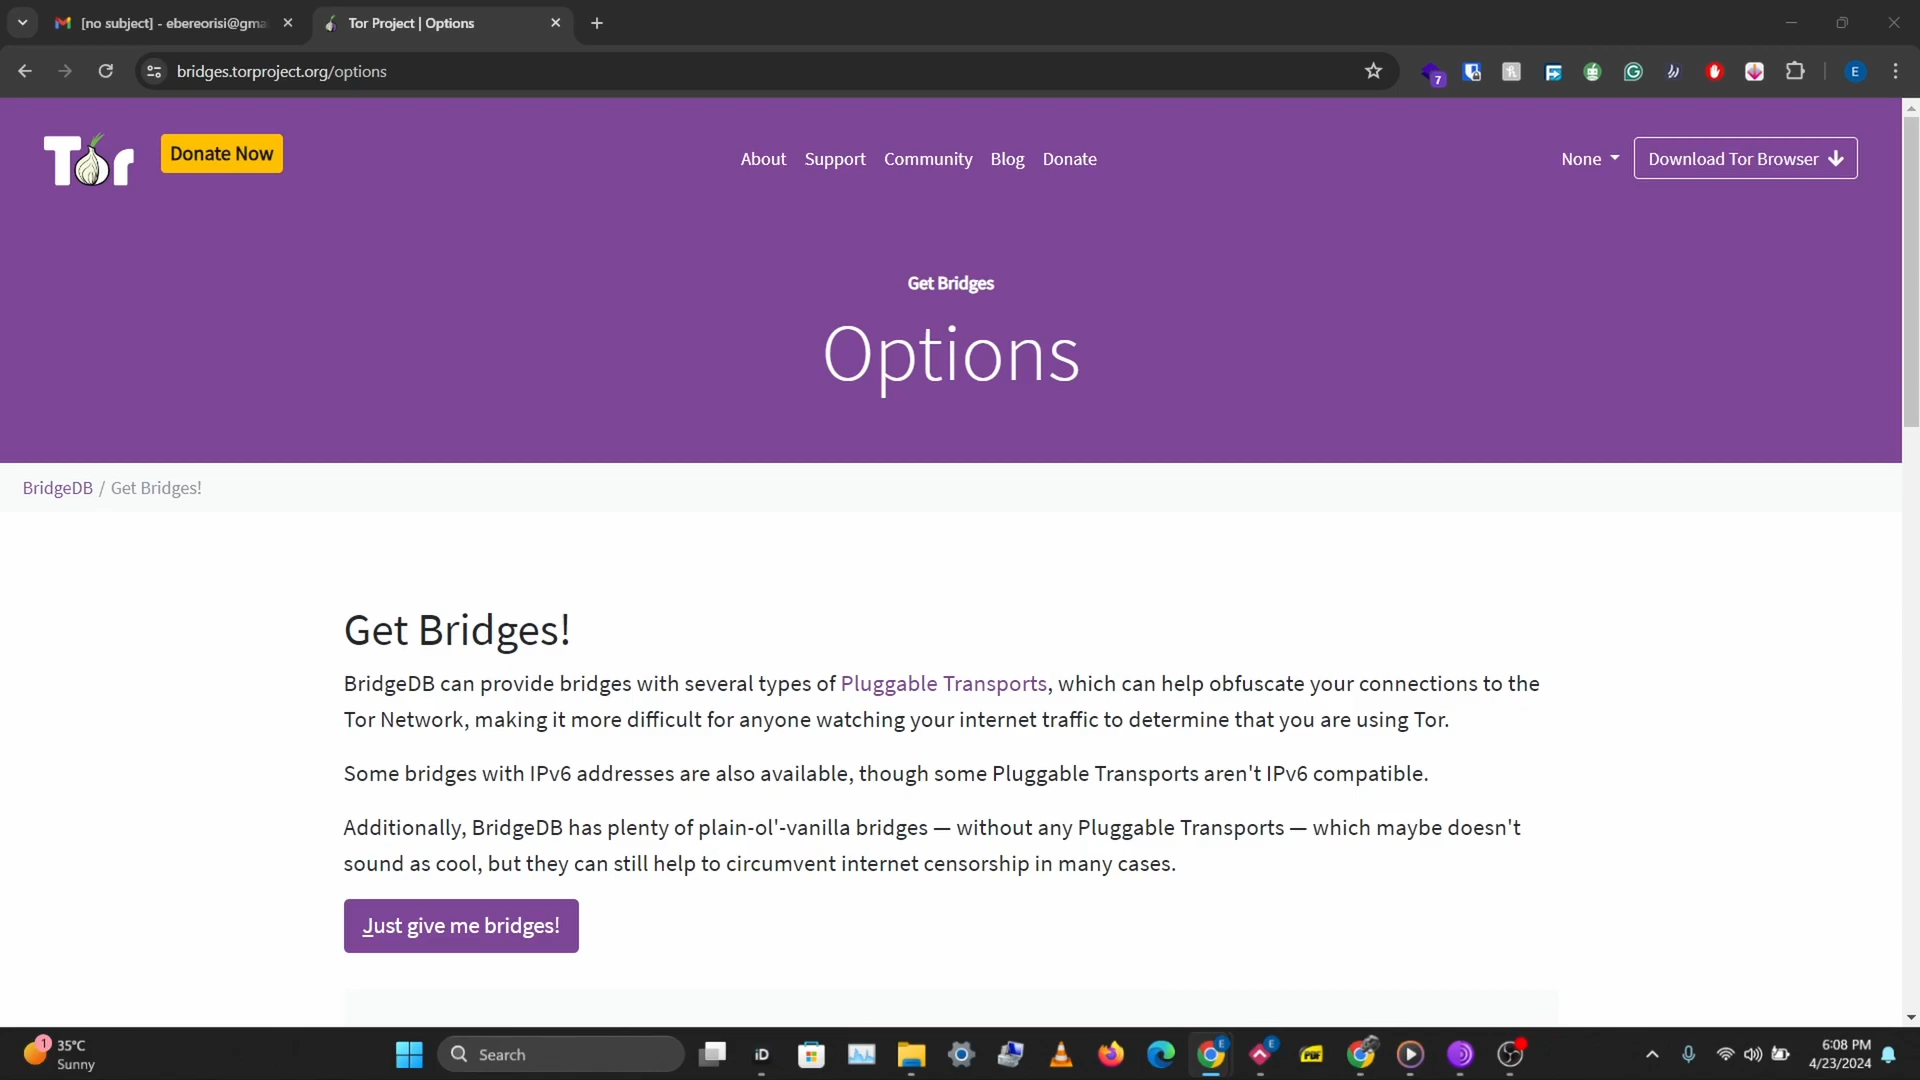 [no subject] - ebereorisi@gma
Tor Project | Options
bridges.torproject.org/options
7
E
Tor
Donate Now
About Support Community Blog Donate
None
Download Tor Browser
Get Bridges
Options
BridgeDB / Get Bridges!
Get Bridges!
BridgeDB can provide bridges with several types of Pluggable Transports, which can help obfuscate your connections to the
Tor Network, making it more difficult for anyone watching your internet traffic to determine that you are using Tor.
Some bridges with IPv6 addresses are also available, though some Pluggable Transports aren't IPv6 compatible.
Additionally, BridgeDB has plenty of plain-ol'-vanilla bridges — without any Pluggable Transports — which maybe doesn't
sound as cool, but they can still help to circumvent internet censorship in many cases.
Just give me bridges!
1
35°C
Sunny
Search
iD
E
E
PDF
6:08 PM
4/23/2024